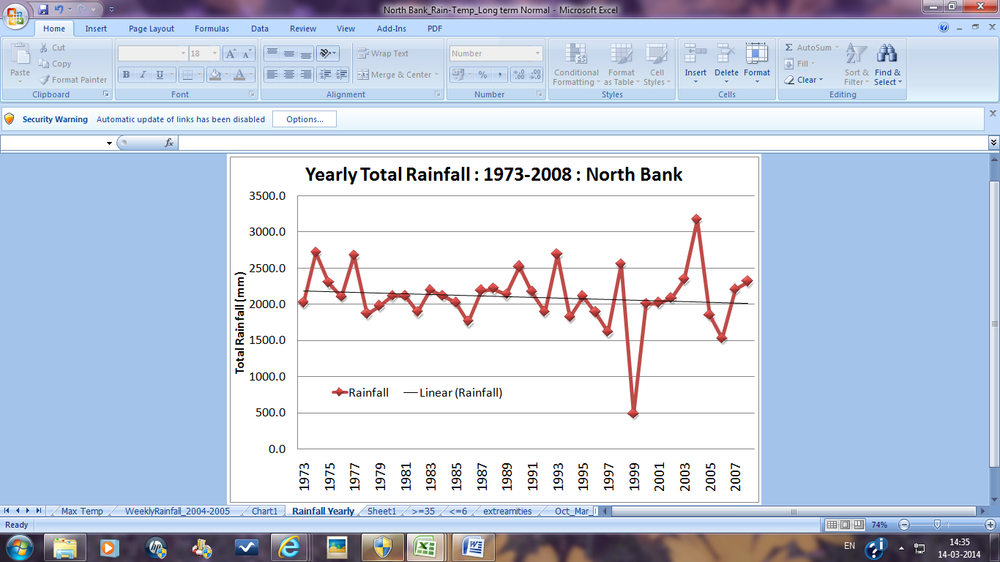 North Bank_Rain-Temp_Long term Normal - Microsoft Excel
Home Insert Page Layout Formulas Data Review View Add-Ins PDF
Paste
Cut
Copy
Format Painter
Clipboard
18
A A
B I U
A
Font
Wrap Text
Merge & Center
Alignment
Number
% , .0 .00 .00 .0
Number
Conditional Formatting
Format as Table
Cell Styles
Styles
Insert Delete Format
Cells
Σ AutoSum
Fill
Clear
Sort & Filter
Find & Select
Editing
Security Warning Automatic update of links has been disabled Options...
fx
Yearly Total Rainfall : 1973-2008 : North Bank
Total Rainfall (mm)
3500.0
3000.0
2500.0
2000.0
1500.0
1000.0
500.0
0.0
Rainfall Linear (Rainfall)
1973 1975 1977 1979 1981 1983 1985 1987 1989 1991 1993 1995 1997 1999 2001 2003 2005 2007
Max Temp WeeklyRainfall_2004-2005 Chart1 Rainfall Yearly Sheet1 >=35 <=6 extreamities Oct_Mar_
Ready 74%
hp
EN
14:35
14-03-2014